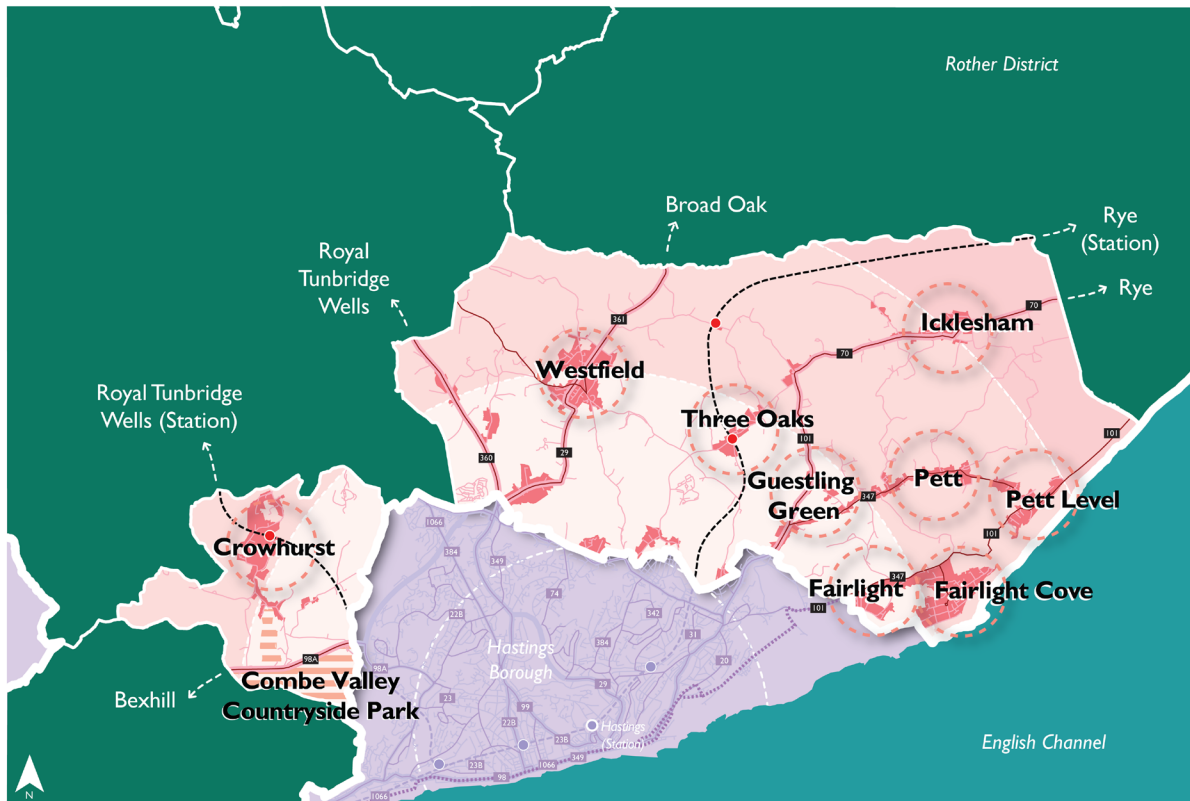 Rother District
Broad Oak
Rye
(Station)
Royal
Tunbridge
Wells
Rye
70
Icklesham
361
70
Westfield
Royal Tunbridge
Wells (Station)
Three Oaks
101
101
360
29
Guestling
Green
347
Pett
Pett Level
1066
384
349
101
Crowhurst
347
Fairlight
Fairlight Cove
74
22B
342
101
384
31
98A
Hastings
Borough
98A
20
Combe Valley
Countryside Park
29
Bexhill
23
99
22B
Hastings
(Station)
23B
English Channel
23B
1066
349
98
1066
N